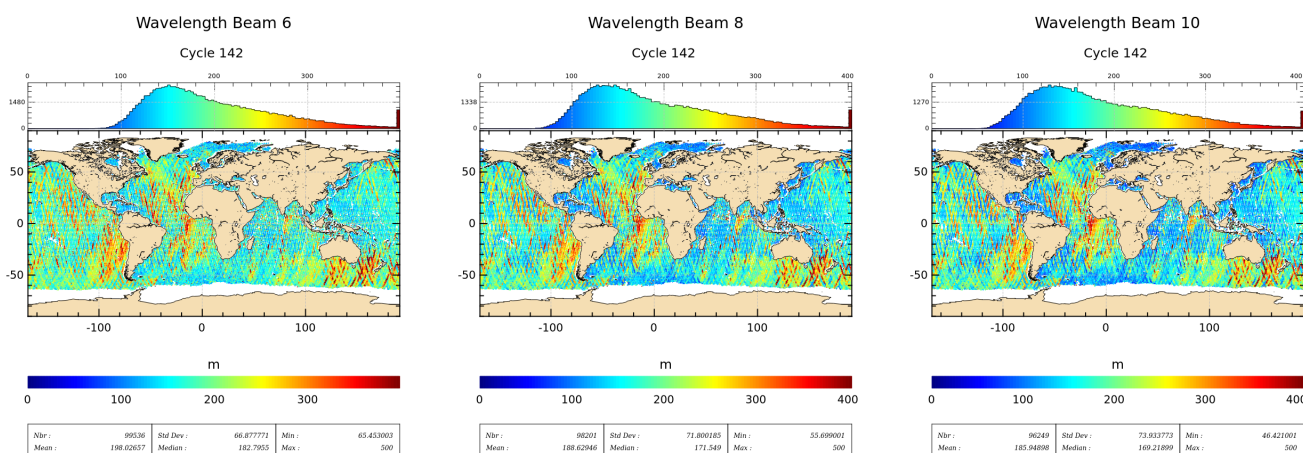 Wavelength Beam 6
Cycle 142
0 100 200 300
1480
0
50
0
-50
-100 0 100
m
0 100 200 300
Nbr : 99536 Std Dev : 66.877771 Min : 65.453003
Mean : 198.02657 Median : 182.7955 Max : 500
Wavelength Beam 8
Cycle 142
0 100 200 300 400
1338
0
50
0
-50
-100 0 100
m
0 100 200 300 400
Nbr : 98201 Std Dev : 71.800185 Min : 55.699001
Mean : 188.62946 Median : 171.549 Max : 500
Wavelength Beam 10
Cycle 142
0 100 200 300 400
1270
0
50
0
-50
-100 0 100
m
0 100 200 300 400
Nbr : 96249 Std Dev : 73.933773 Min : 46.421001
Mean : 185.94898 Median : 169.21899 Max : 500